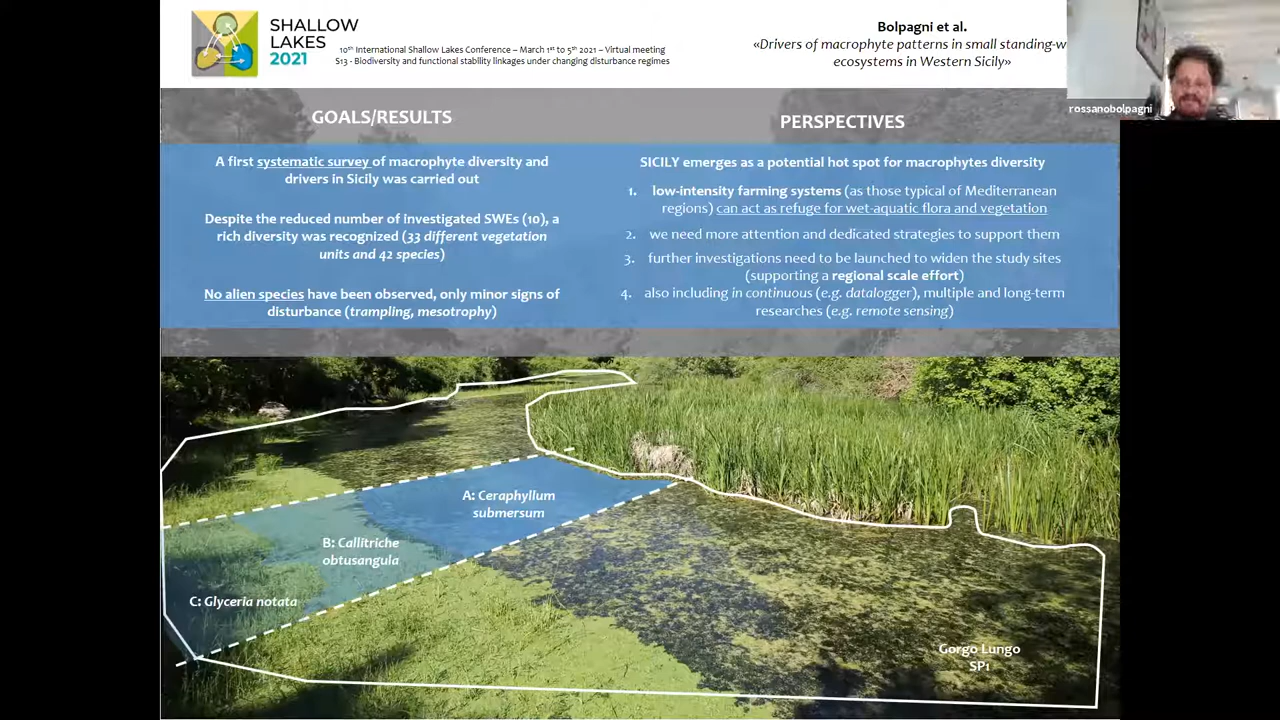 SHALLOW
LAKES
2021
10th International Shallow Lakes Conference – March 1st to 5th 2021 – Virtual meeting
S13 - Biodiversity and functional stability linkages under changing disturbance regimes
Bolpagni et al.
«Drivers of macrophyte patterns in small standing-w
ecosystems in Western Sicily»
rossanobolpagni
GOALS/RESULTS
A first systematic survey of macrophyte diversity and
drivers in Sicily was carried out
Despite the reduced number of investigated SWEs (10), a
rich diversity was recognized (33 different vegetation
units and 42 species)
No alien species have been observed, only minor signs of
disturbance (trampling, mesotrophy)
PERSPECTIVES
SICILY emerges as a potential hot spot for macrophytes diversity
1. low-intensity farming systems (as those typical of Mediterranean
regions) can act as refuge for wet-aquatic flora and vegetation
2. we need more attention and dedicated strategies to support them
3. further investigations need to be launched to widen the study sites
(supporting a regional scale effort)
4. also including in continuous (e.g. datalogger), multiple and long-term
researches (e.g. remote sensing)
A: Ceraphyllum
submersum
B: Callitriche
obtusangula
C: Glyceria notata
Gorgo Lungo
SP1